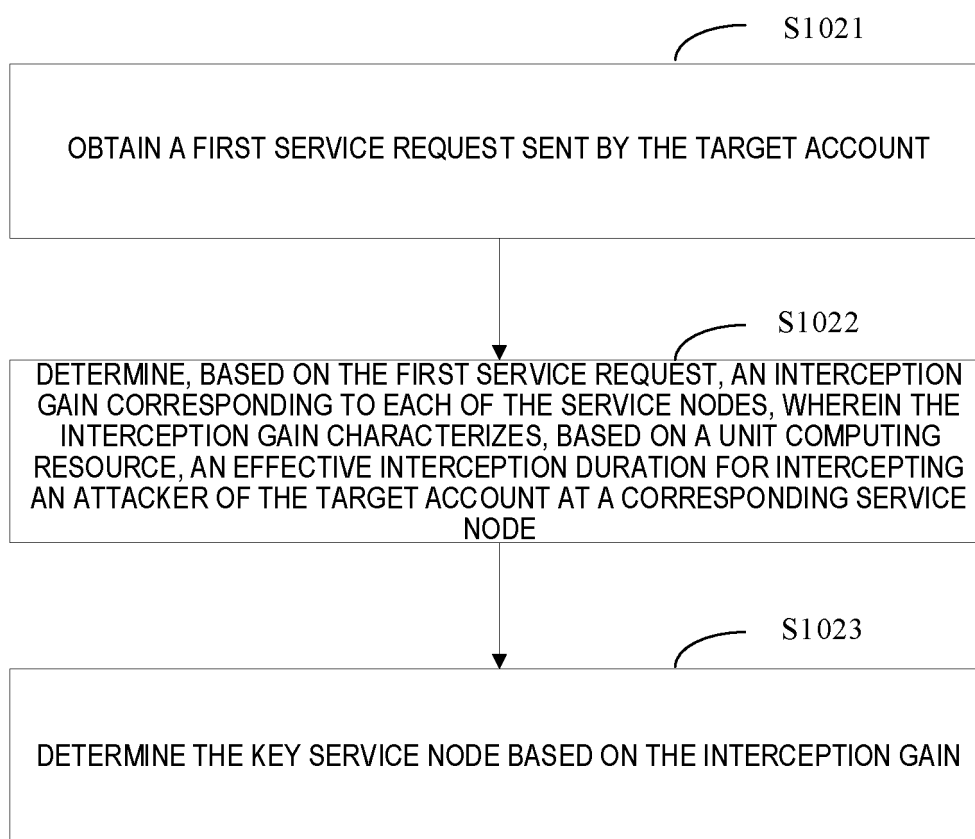 S1021
OBTAIN A FIRST SERVICE REQUEST SENT BY THE TARGET ACCOUNT
S1022
DETERMINE, BASED ON THE FIRST SERVICE REQUEST, AN INTERCEPTION
GAIN CORRESPONDING TO EACH OF THE SERVICE NODES, WHEREIN THE
INTERCEPTION GAIN CHARACTERIZES, BASED ON A UNIT COMPUTING
RESOURCE, AN EFFECTIVE INTERCEPTION DURATION FOR INTERCEPTING
AN ATTACKER OF THE TARGET ACCOUNT AT A CORRESPONDING SERVICE
NODE
S1023
DETERMINE THE KEY SERVICE NODE BASED ON THE INTERCEPTION GAIN